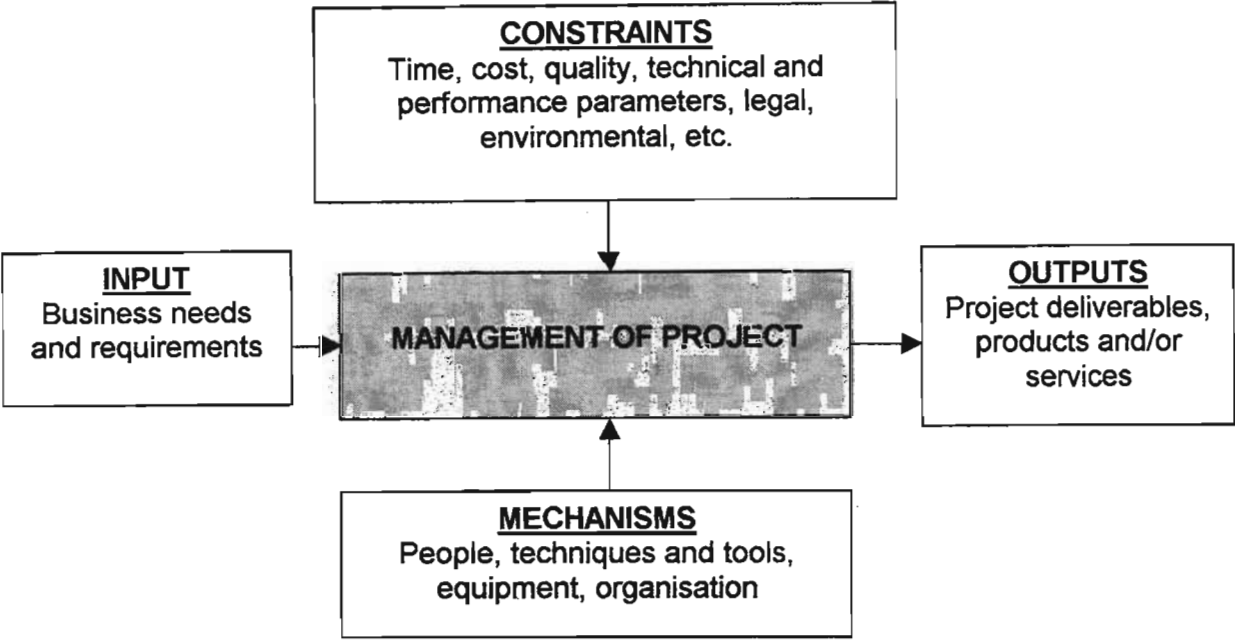 CONSTRAINTS
Time, cost, quality, technical and
performance parameters, legal,
environmental, etc.
INPUT
Business needs
and requirements
MANAGEMENT OF PROJECT
OUTPUTS
Project deliverables,
products and/or
services
MECHANISMS
People, techniques and tools,
equipment, organisation